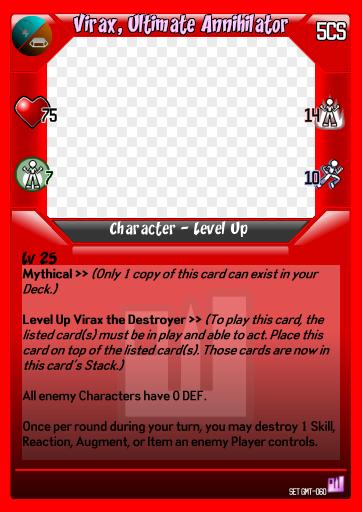 Virax, Ultimate Annihilator
5CS
75
14
7
10
Character - Level Up
Lv 25
Mythical >> (Only 1 copy of this card can exist in your
Deck.)
Level Up Virax the Destroyer >> (To play this card, the
listed card(s) must be in play and able to act. Place this
card on top of the listed card(s). Those cards are now in
this card's Stack.)
All enemy Characters have 0 DEF.
Once per round during your turn, you may destroy 1 Skill,
Reaction, Augment, or Item an enemy Player controls.
SET GMT-060